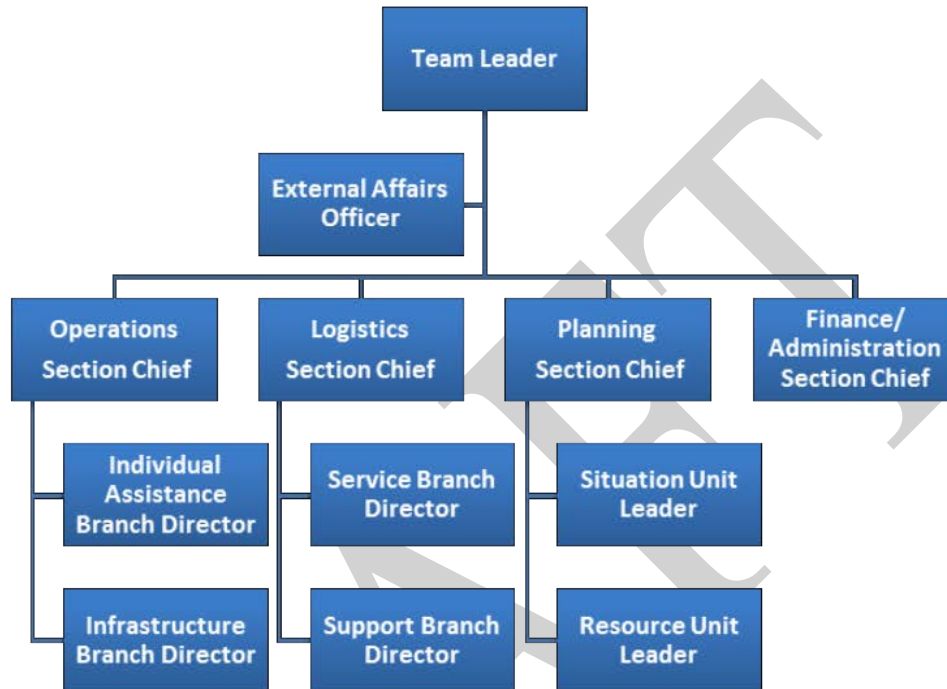 Team Leader
External Affairs
Officer
Operations
Section Chief
Logistics
Section Chief
Planning
Section Chief
Finance/
Administration
Section Chief
Individual
Assistance
Branch Director
Service Branch
Director
Situation Unit
Leader
Infrastructure
Branch Director
Support Branch
Director
Resource Unit
Leader
AFT